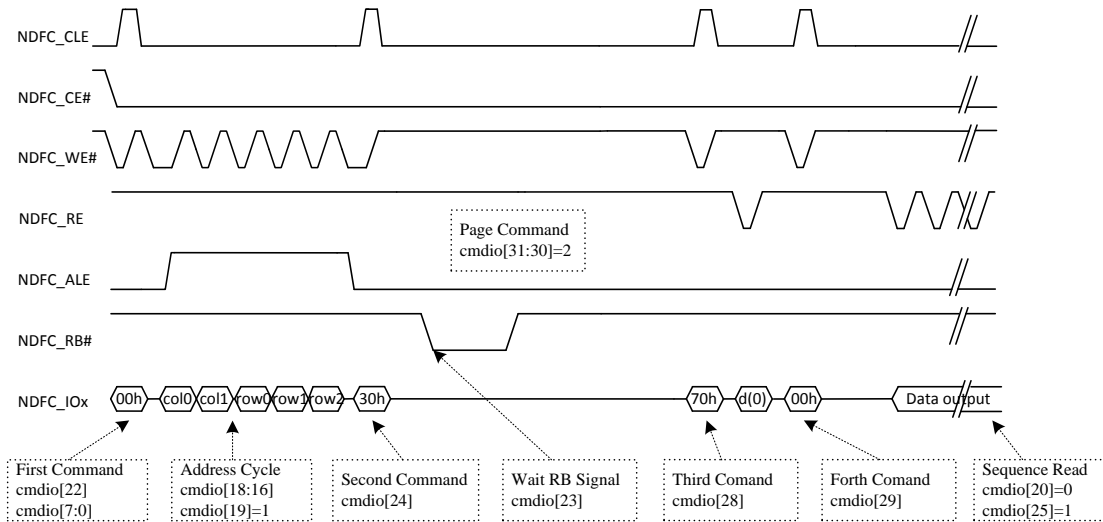 NDFC_CLE
NDFC_CE#
NDFC_WE#
NDFC_RE
Page Command
cmdio[31:30]=2
NDFC_ALE
NDFC_RB#
NDFC_IOx 00h col0 col1 row0 row1 row2 30h 70h d(0) 00h Data output
First Command
cmdio[22]
cmdio[7:0]
Address Cycle
cmdio[18:16]
cmdio[19]=1
Second Command
cmdio[24]
Wait RB Signal
cmdio[23]
Third Comand
cmdio[28]
Forth Comand
cmdio[29]
Sequence Read
cmdio[20]=0
cmdio[25]=1